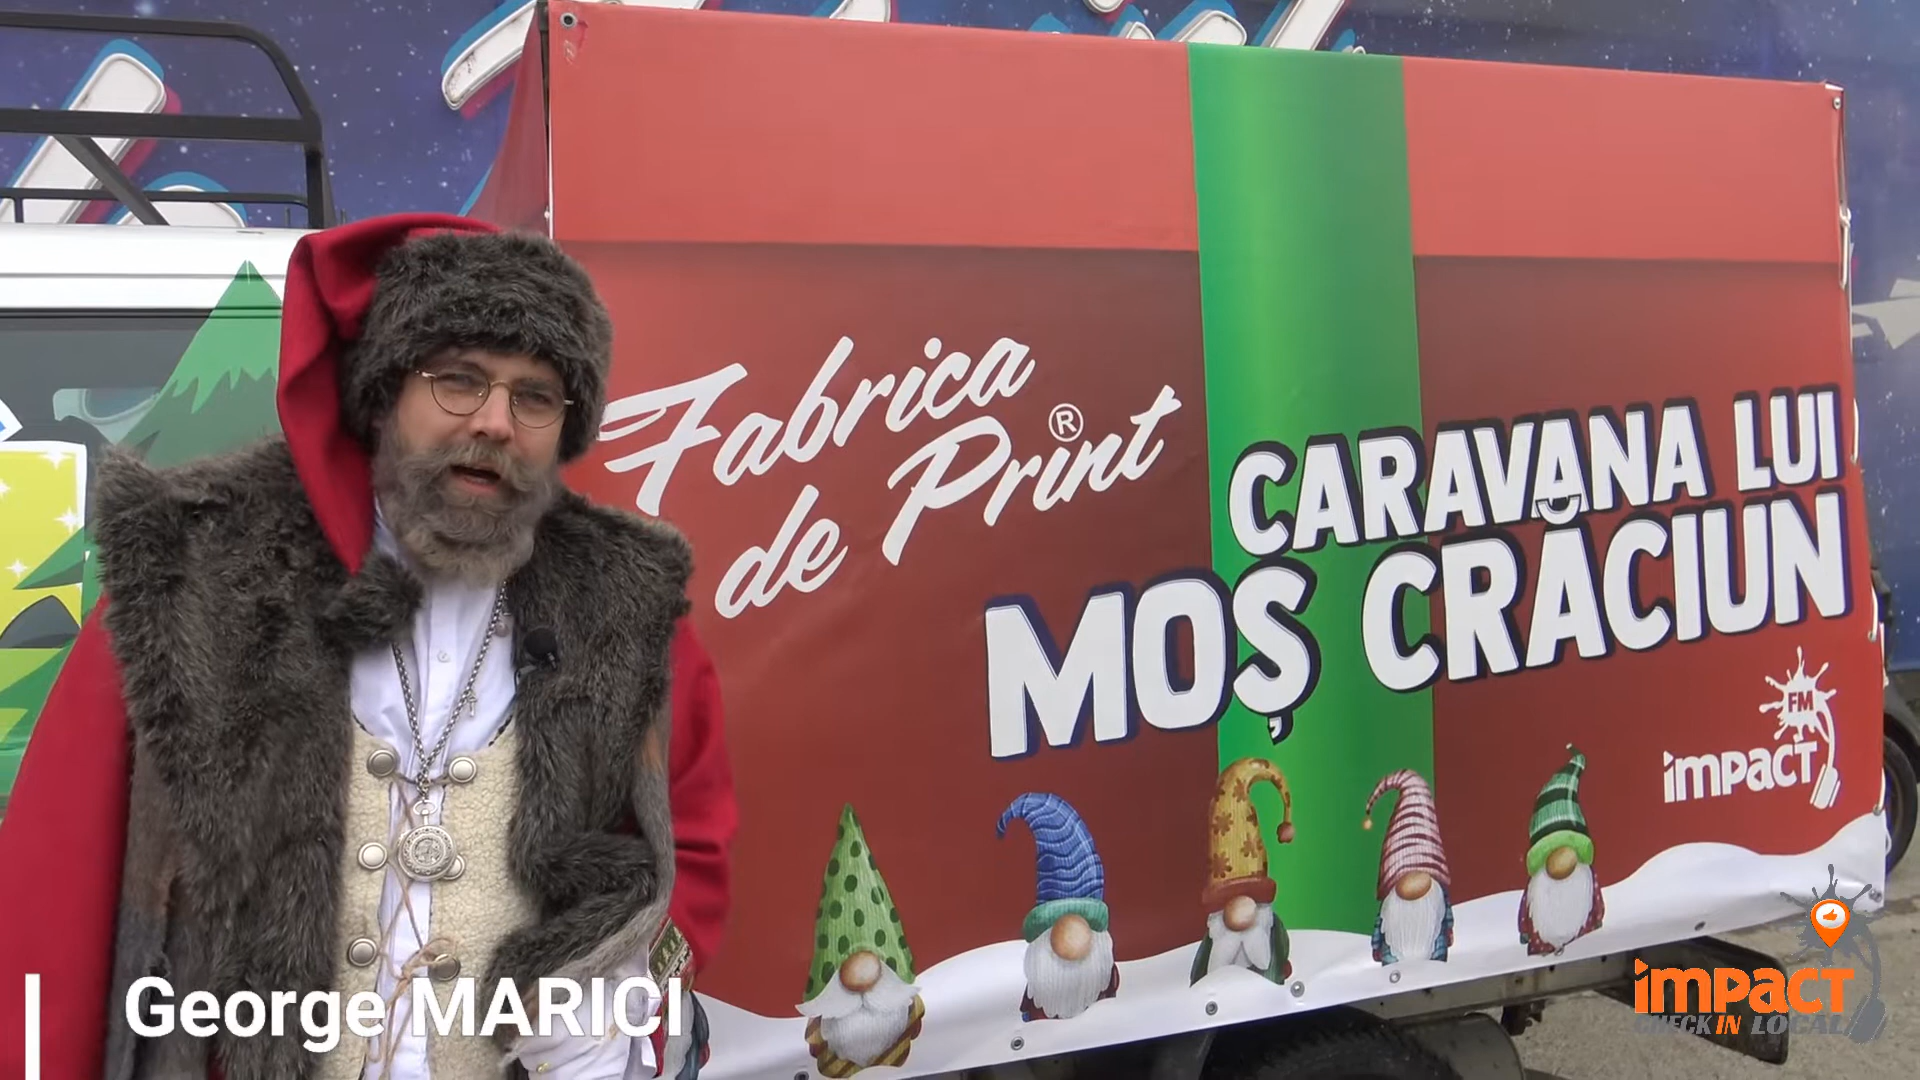 Fabrica
de Print®
CARAVANA LUI
MOȘ CRĂCIUN
FM
impact
George MARICI
impact
CHECK IN LOCAL